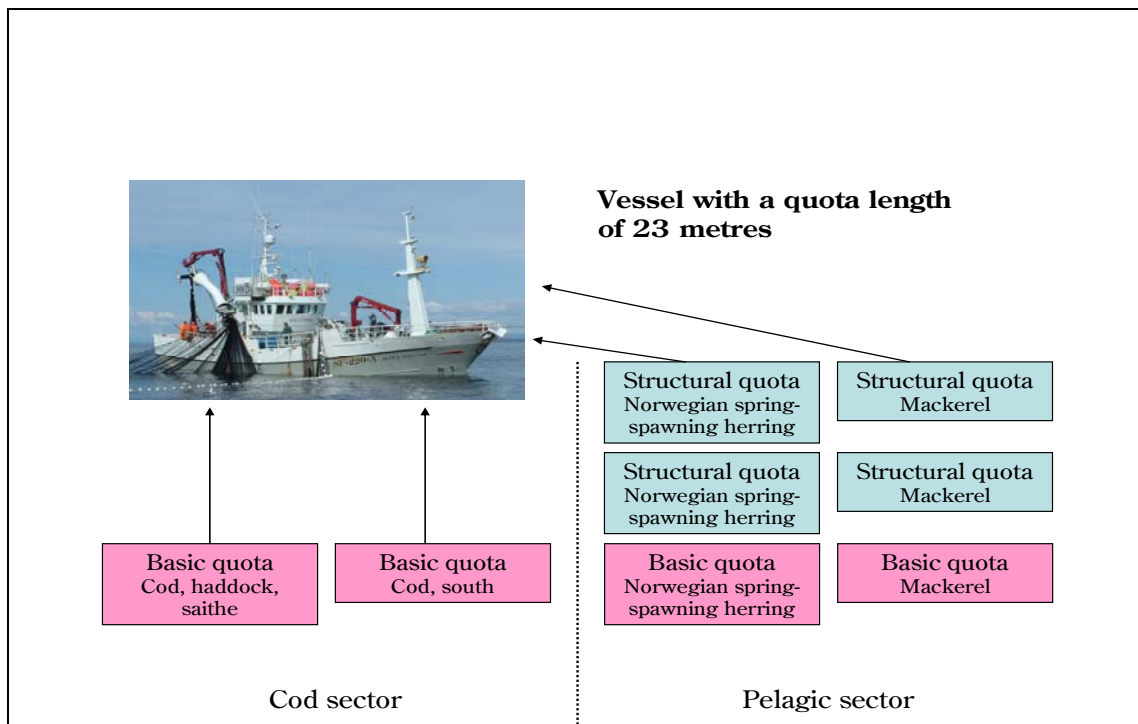 Vessel with a quota length
of 23 metres
Structural quota
Norwegian spring-
spawning herring
Structural quota
Mackerel
Structural quota
Norwegian spring-
spawning herring
Structural quota
Mackerel
Basic quota
Cod, haddock,
saithe
Basic quota
Cod, south
Basic quota
Norwegian spring-
spawning herring
Basic quota
Mackerel
Cod sector
Pelagic sector
SF-220-A